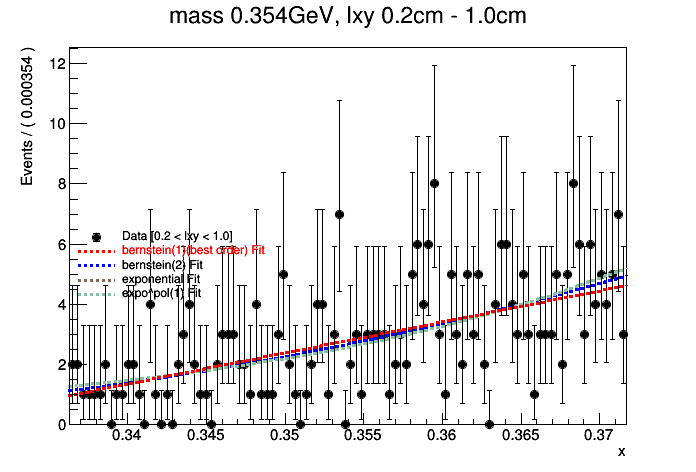 mass 0.354GeV, lxy 0.2cm - 1.0cm
Events / ( 0.000354 )
12
10
8
6
4
2
0
Data [0.2 < lxy < 1.0]
bernstein(1)(best order) Fit
bernstein(2) Fit
exponential Fit
expo*pol(1) Fit
0.34 0.345 0.35 0.355 0.36 0.365 0.37
x